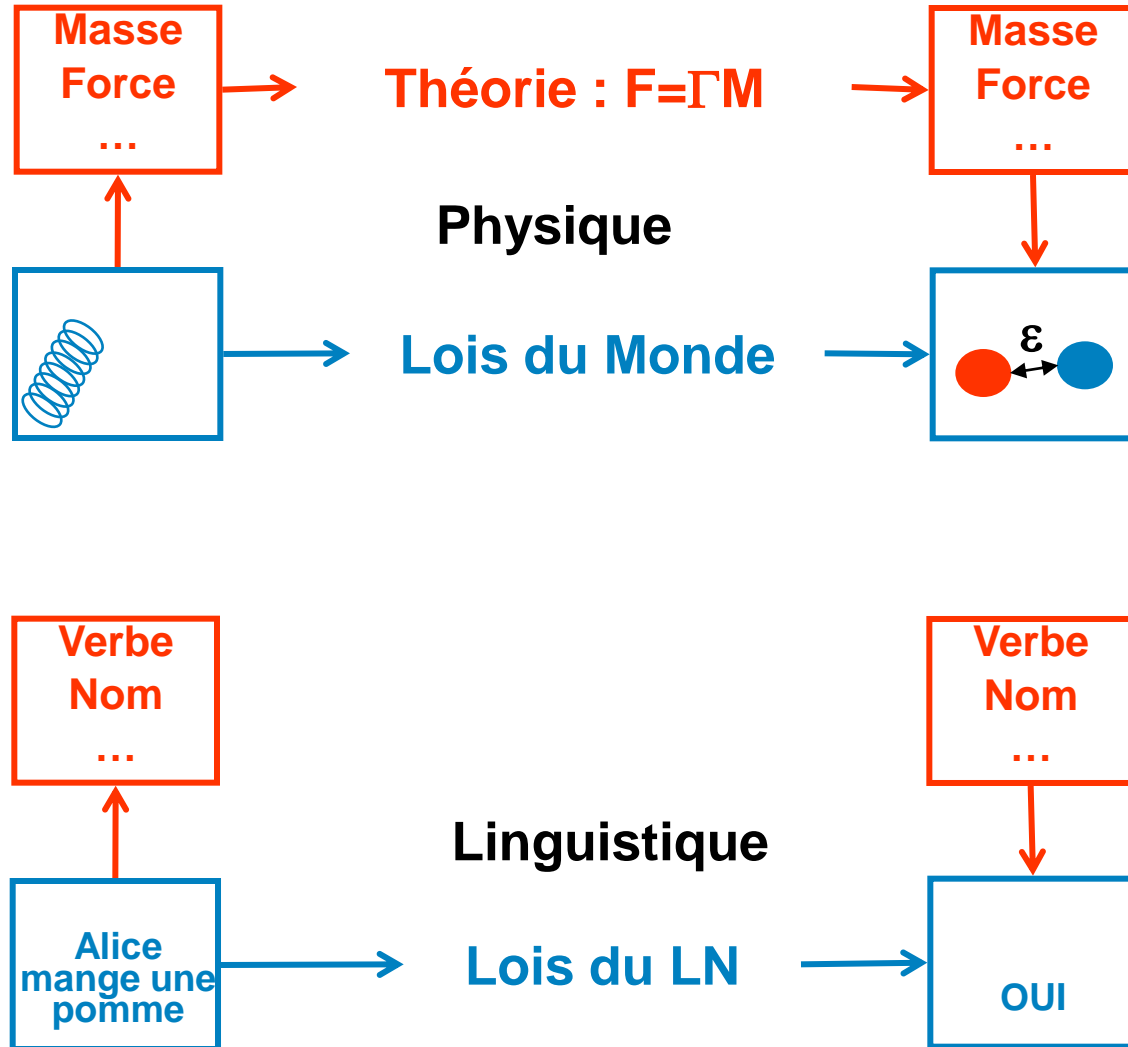 Masse
Force
...
Théorie : F=ΓM
Masse
Force
...
Physique
Lois du Monde
ε
Verbe
Nom
...
Verbe
Nom
...
Linguistique
Alice
mange une
pomme
Lois du LN
OUI